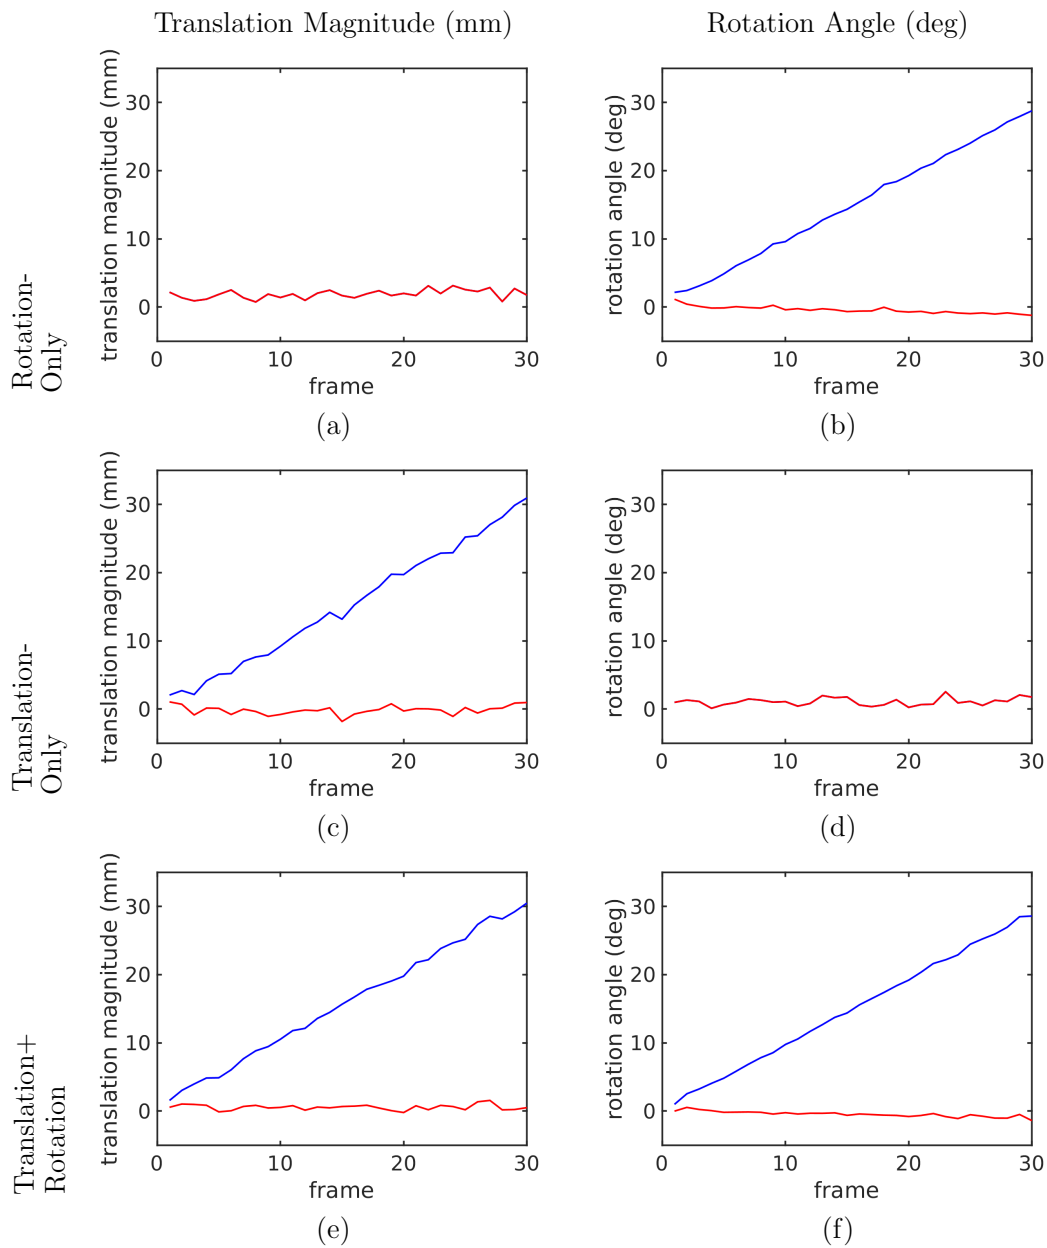 Translation Magnitude (mm)
Rotation Angle (deg)
Rotation-
Only
translation magnitude (mm)
30
20
10
0
0
10
20
30
frame
(a)
rotation angle (deg)
30
20
10
0
0
10
20
30
frame
(b)
Translation-
Only
translation magnitude (mm)
30
20
10
0
0
10
20
30
frame
(c)
rotation angle (deg)
30
20
10
0
0
10
20
30
frame
(d)
Translation+
Rotation
translation magnitude (mm)
30
20
10
0
0
10
20
30
frame
(e)
rotation angle (deg)
30
20
10
0
0
10
20
30
frame
(f)